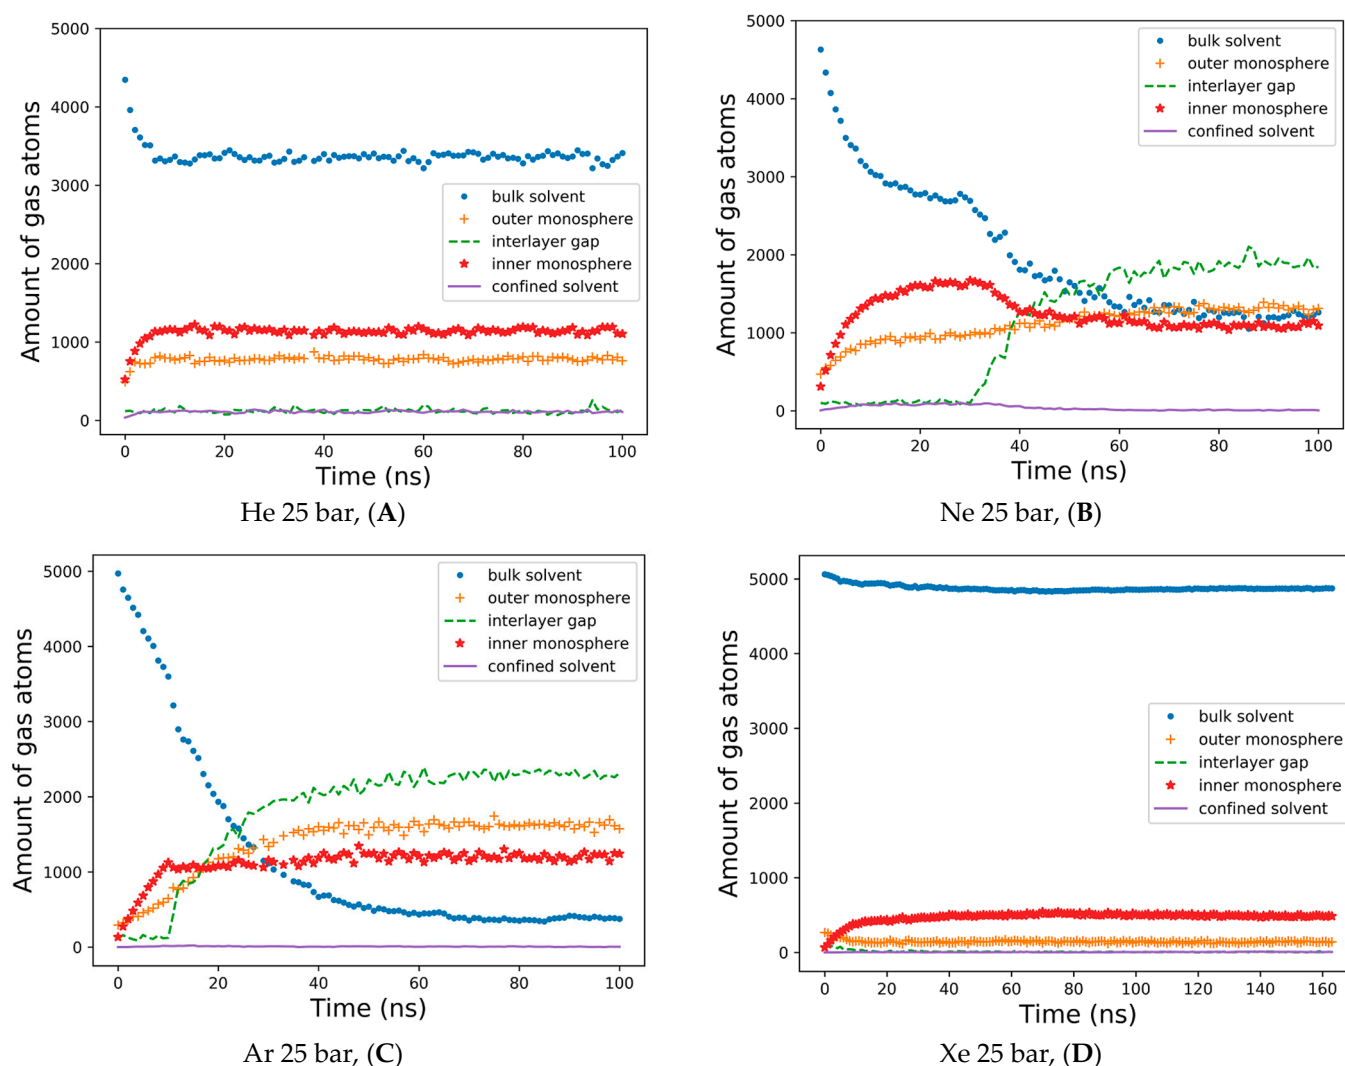 5000
4000
3000
2000
1000
0
Amount of gas atoms
bulk solvent
outer monosphere
interlayer gap
inner monosphere
confined solvent
0 20 40 60 80 100
Time (ns)
He 25 bar, (A)
5000
4000
3000
2000
1000
0
Amount of gas atoms
bulk solvent
outer monosphere
interlayer gap
inner monosphere
confined solvent
0 20 40 60 80 100
Time (ns)
Ne 25 bar, (B)
5000
4000
3000
2000
1000
0
Amount of gas atoms
bulk solvent
outer monosphere
interlayer gap
inner monosphere
confined solvent
0 20 40 60 80 100
Time (ns)
Ar 25 bar, (C)
5000
4000
3000
2000
1000
0
Amount of gas atoms
bulk solvent
outer monosphere
interlayer gap
inner monosphere
confined solvent
0 20 40 60 80 100 120 140 160
Time (ns)
Xe 25 bar, (D)